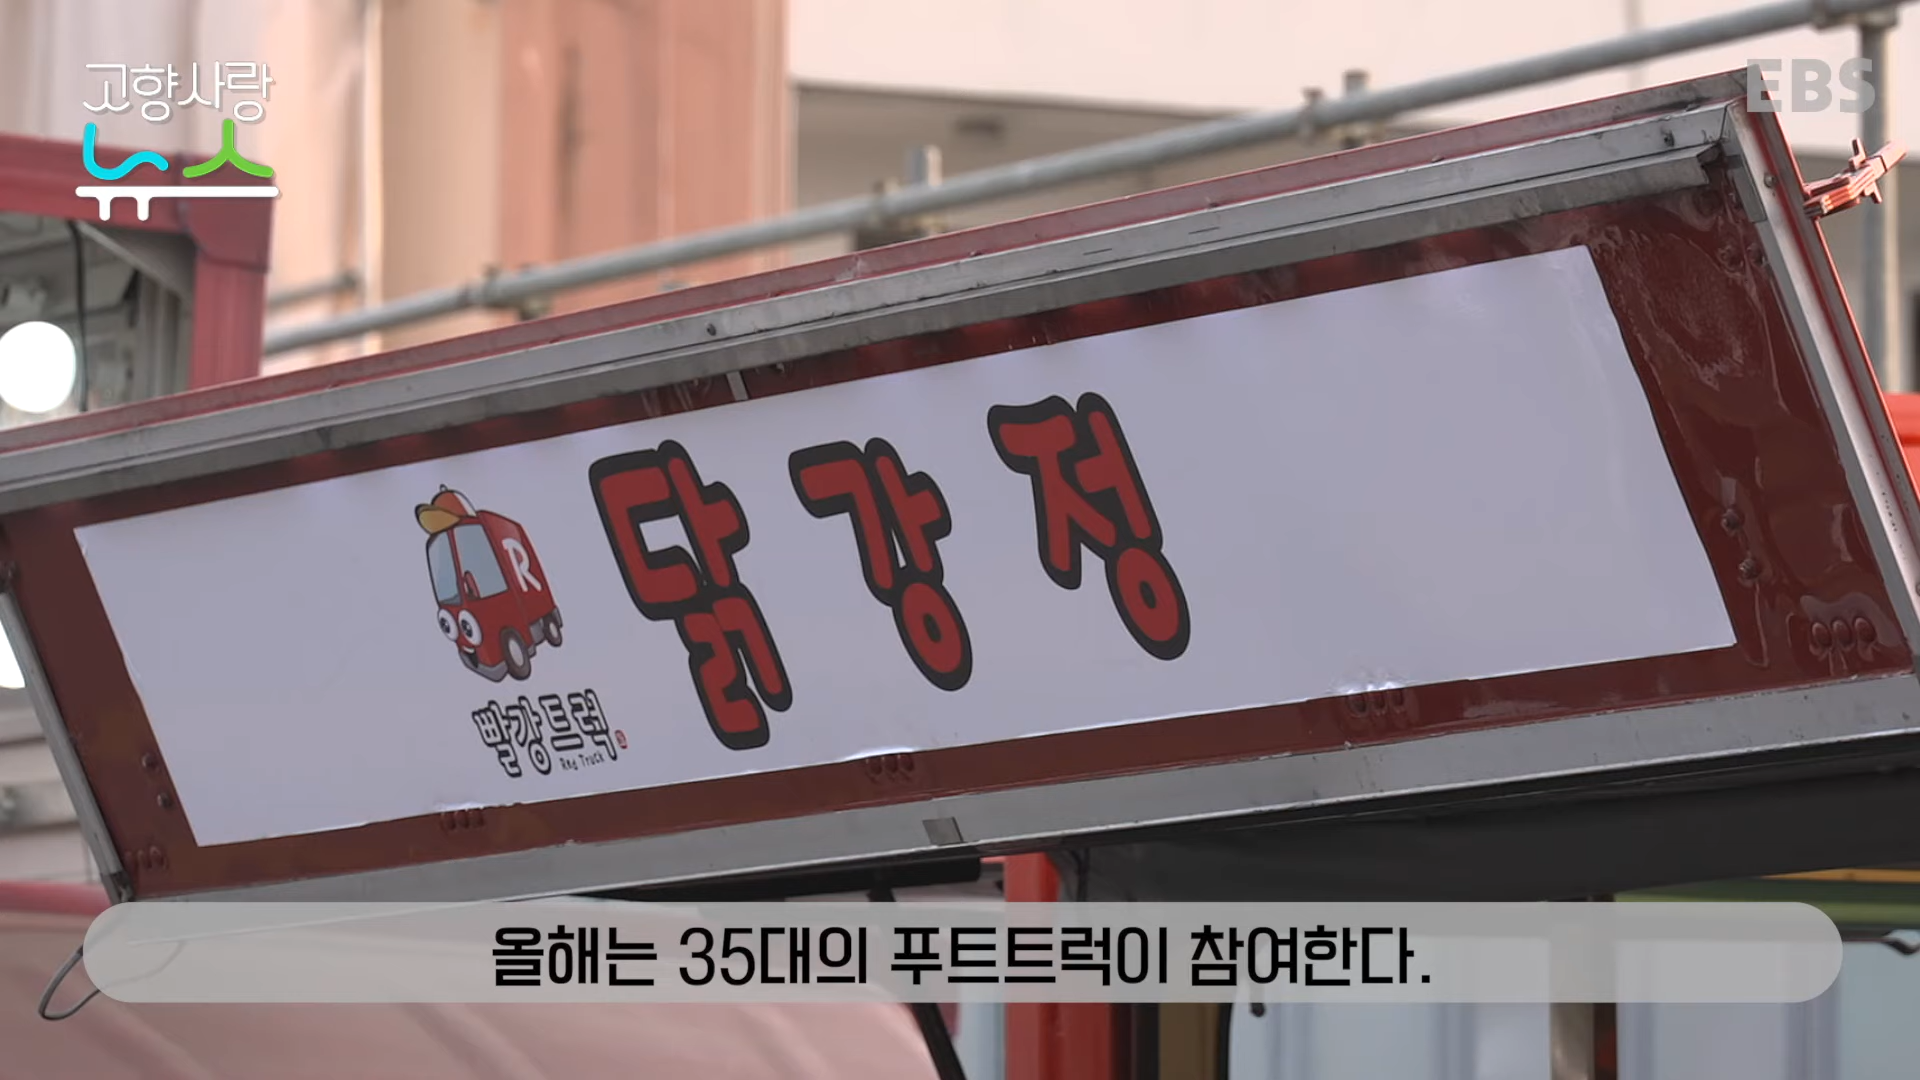 고향사랑
뉴스
EBS
닭강정
R
빨강트럭
Red Truck
올해는 35대의 푸트트럭이 참여한다.